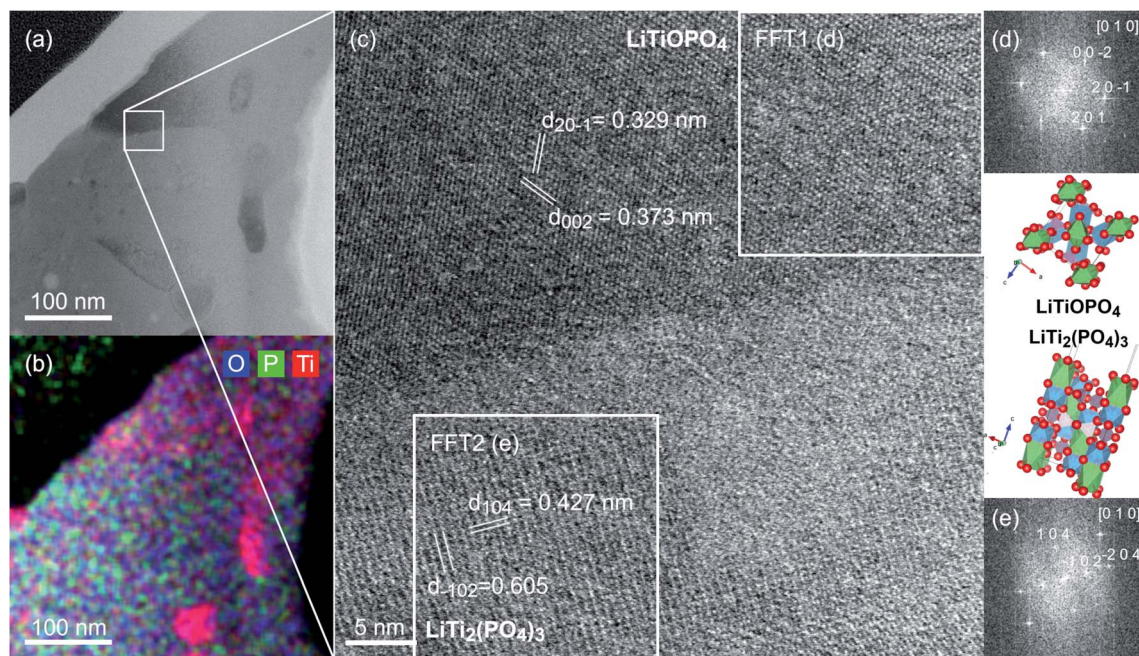 (a)
100 nm
(b)
O P Ti
100 nm
(c)
LiTiOPO4
FFT1 (d)
d20-1= 0.329 nm
d002 = 0.373 nm
FFT2 (e)
d104 = 0.427 nm
d-102=0.605
5 nm
LiTi2(PO4)3
(d)
[0 1 0]
0 0 -2
2 0 -1
2 0 1
c
a
LiTiOPO4
LiTi2(PO4)3
c
(e)
[0 1 0]
1 0 4
-1 0 2
-2 0 4